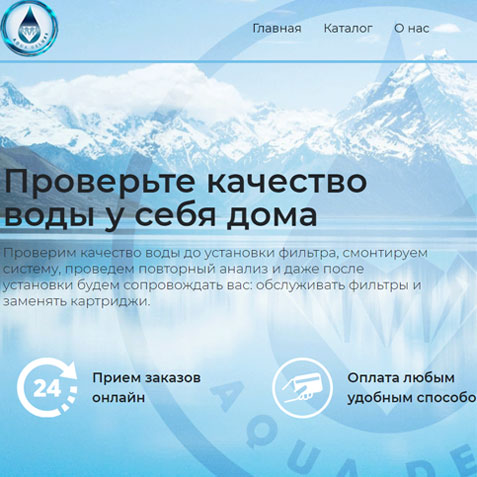 Главная Каталог О нас
Проверьте качество
воды у себя дома
Проверим качество воды до установки фильтра, смонтируем
систему, проведем повторный анализ и даже после
установки будем сопровождать вас: обслуживать фильтры и
заменять картриджи.
24
Прием заказов
онлайн
Оплата любым
удобным способо
AQUA DE